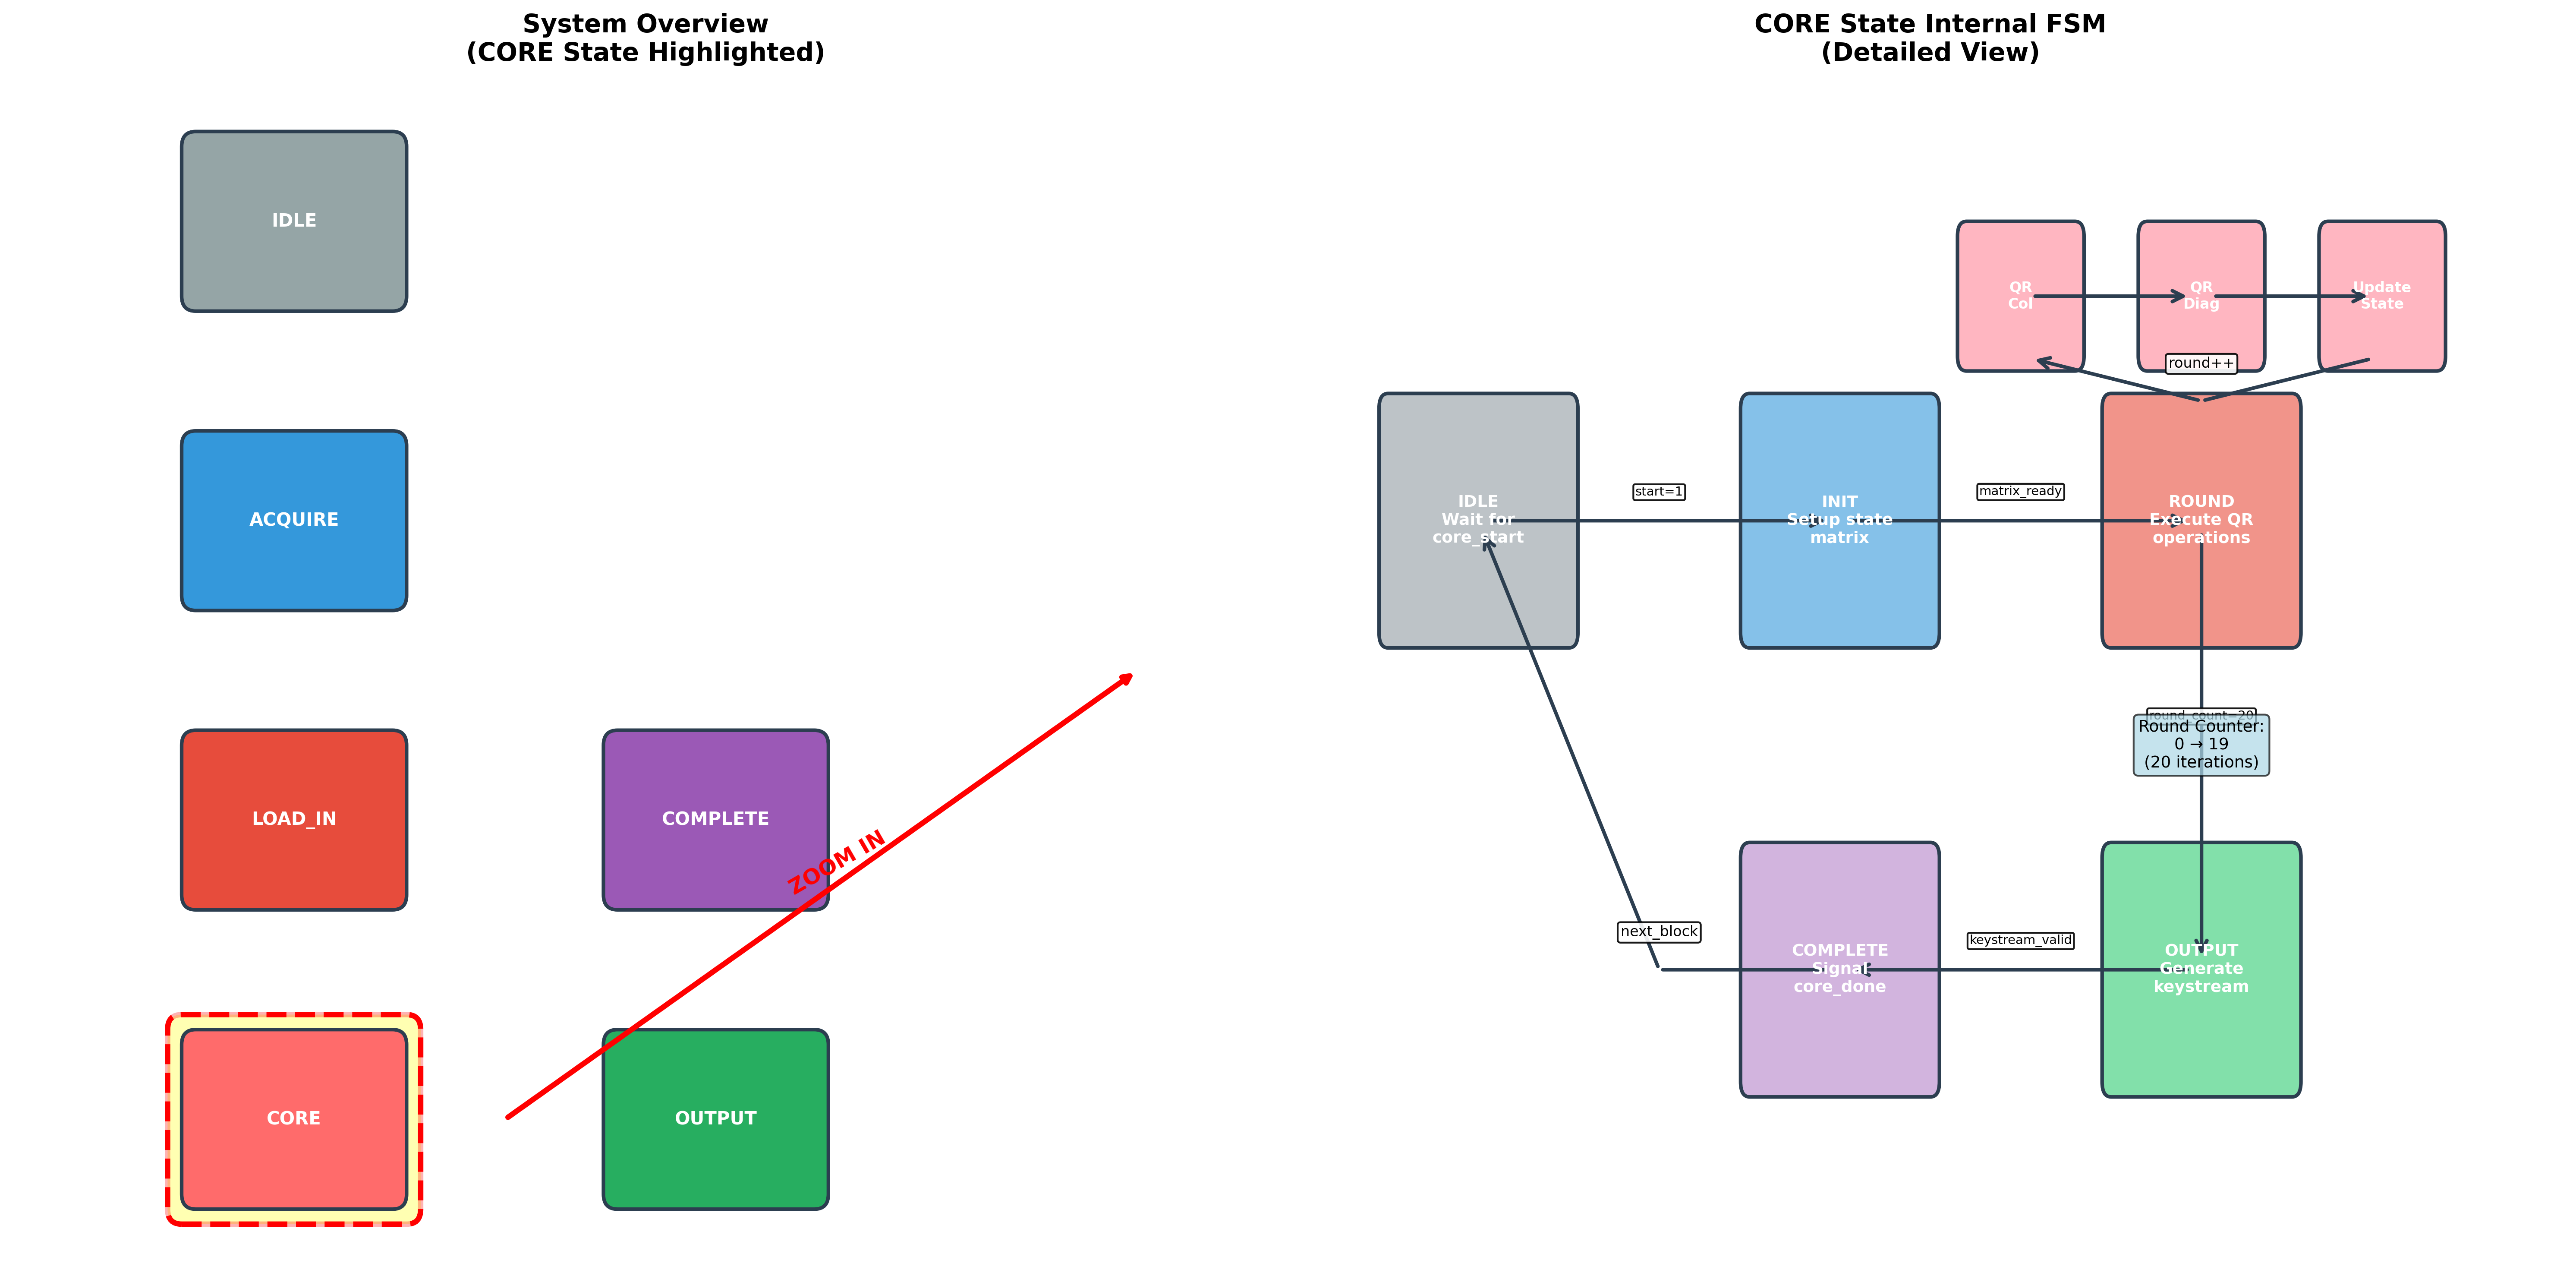 System Overview
(CORE State Highlighted)
IDLE
ACQUIRE
LOAD_IN
COMPLETE
ZOOM IN
CORE
OUTPUT
CORE State Internal FSM
(Detailed View)
QR
Col
QR
Diag
Update
State
round++
IDLE
Wait for
core_start
start=1
INIT
Setup state
matrix
matrix_ready
ROUND
Execute QR
operations
round_count=20
Round Counter:
0 → 19
(20 iterations)
next_block
COMPLETE
Signal
core_done
keystream_valid
OUTPUT
Generate
keystream